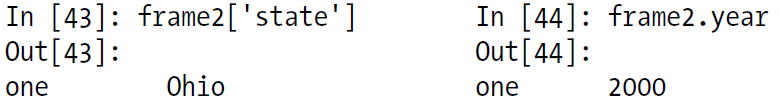 In [43]: frame2['state']    In [44]: frame2.year
Out[43]:    Out[44]:
one    Ohio    one    2000